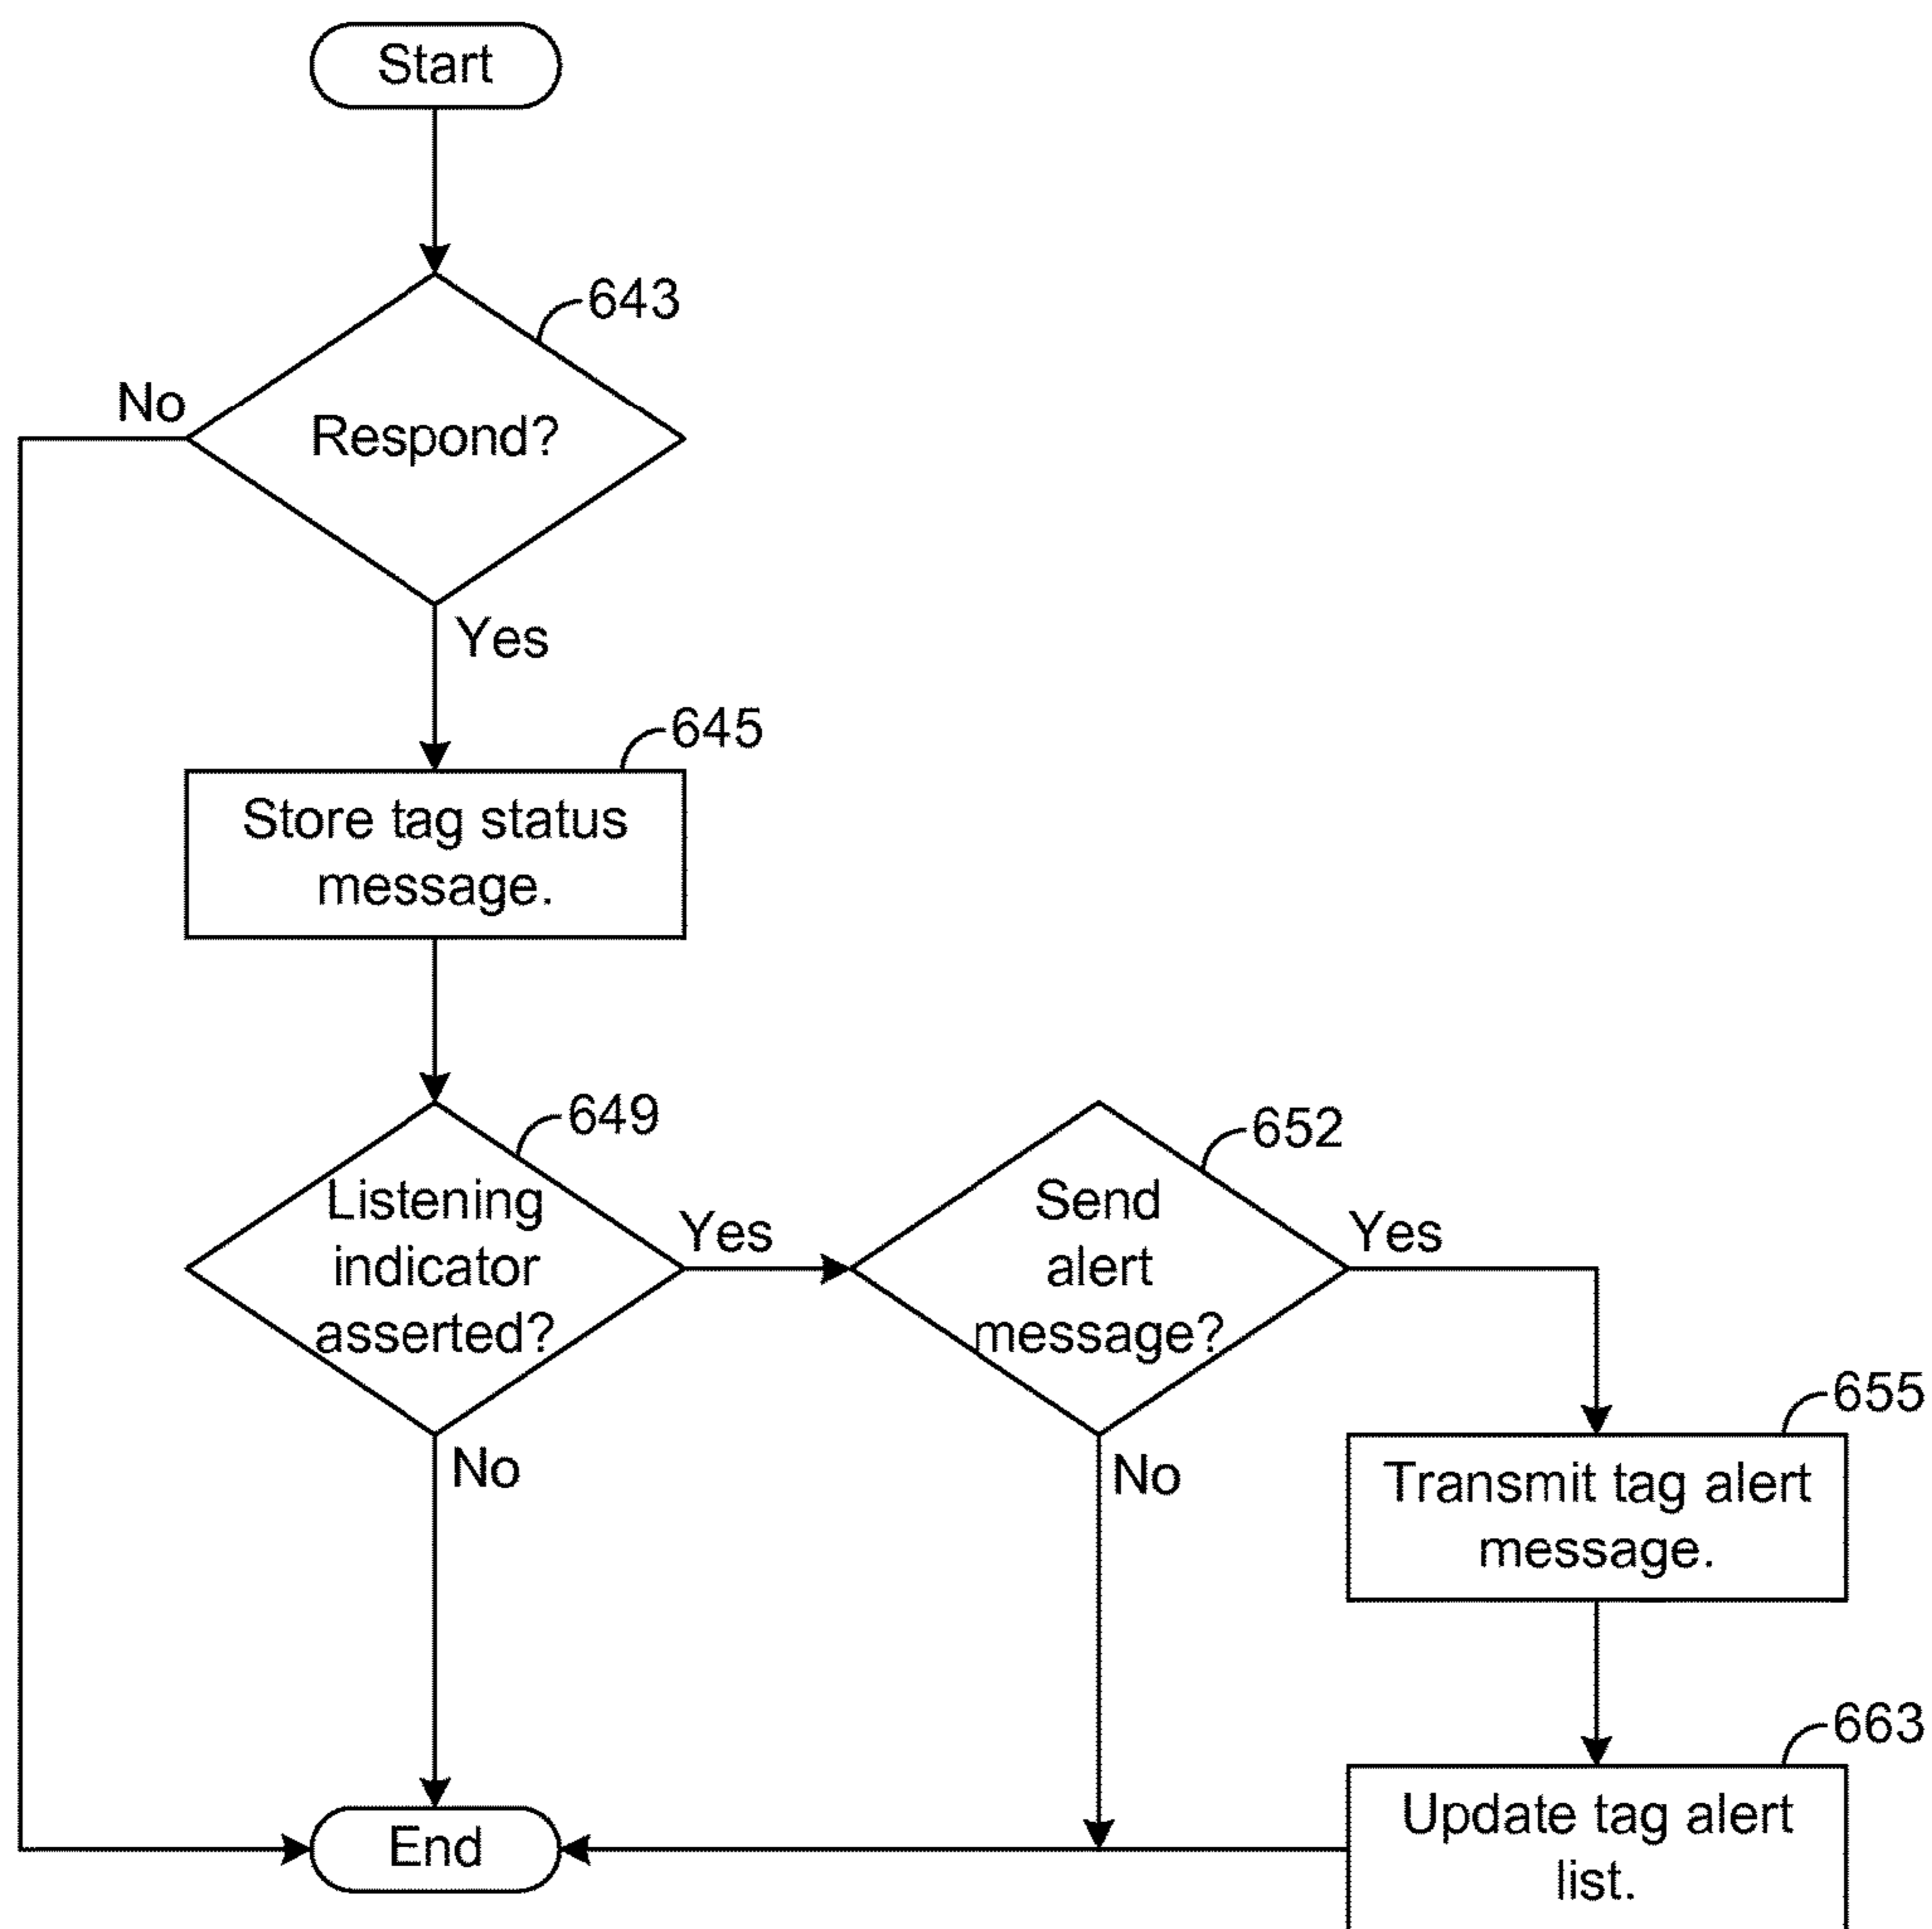 Start
643
No
Respond?
Yes
645
Store tag status
message.
649
Listening
indicator
asserted?
Yes
No
652
Send
alert
message?
Yes
No
655
Transmit tag alert
message.
663
Update tag alert
list.
End